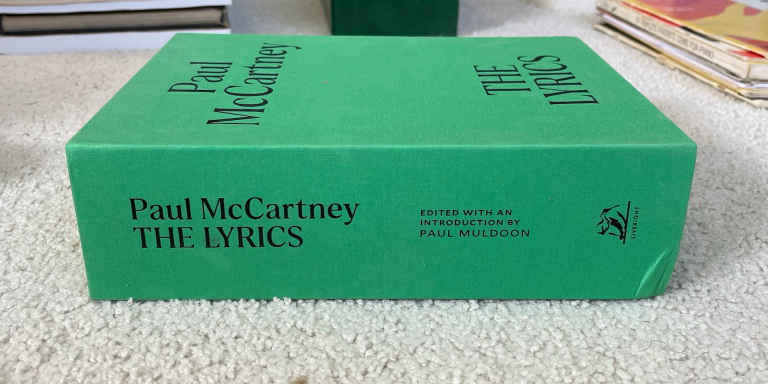 Paul
McCartney
THE
LYRICS
Paul McCartney
THE LYRICS
EDITED WITH AN
INTRODUCTION BY
PAUL MULDOON
LIVERIGHT